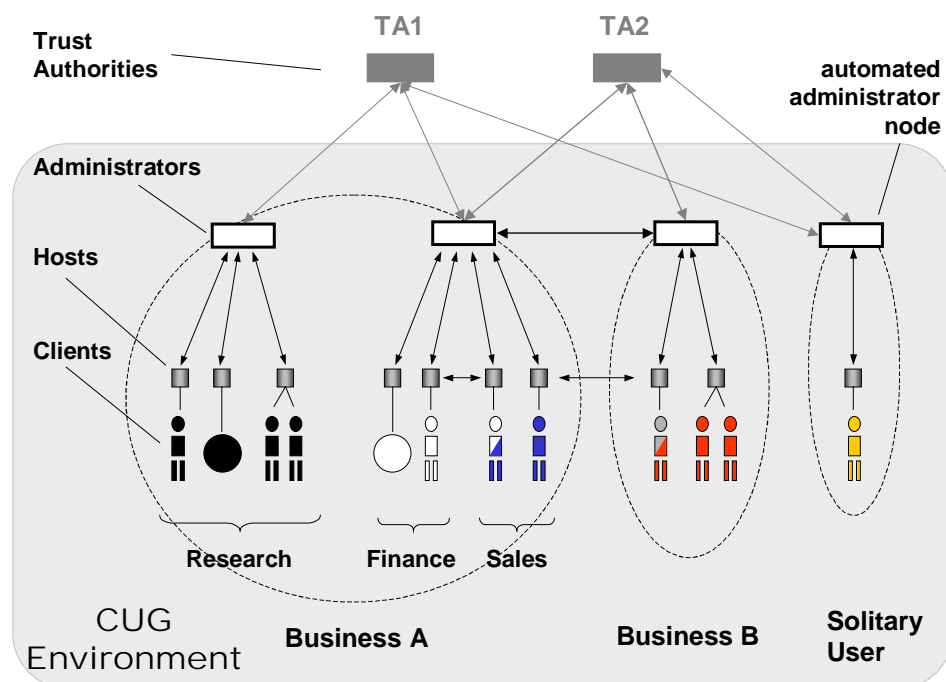 TA1
TA2
Trust
Authorities
automated
administrator
node
Administrators
Hosts
Clients
Research
Finance
Sales
CUG
Environment
Business A
Business B
Solitary
User